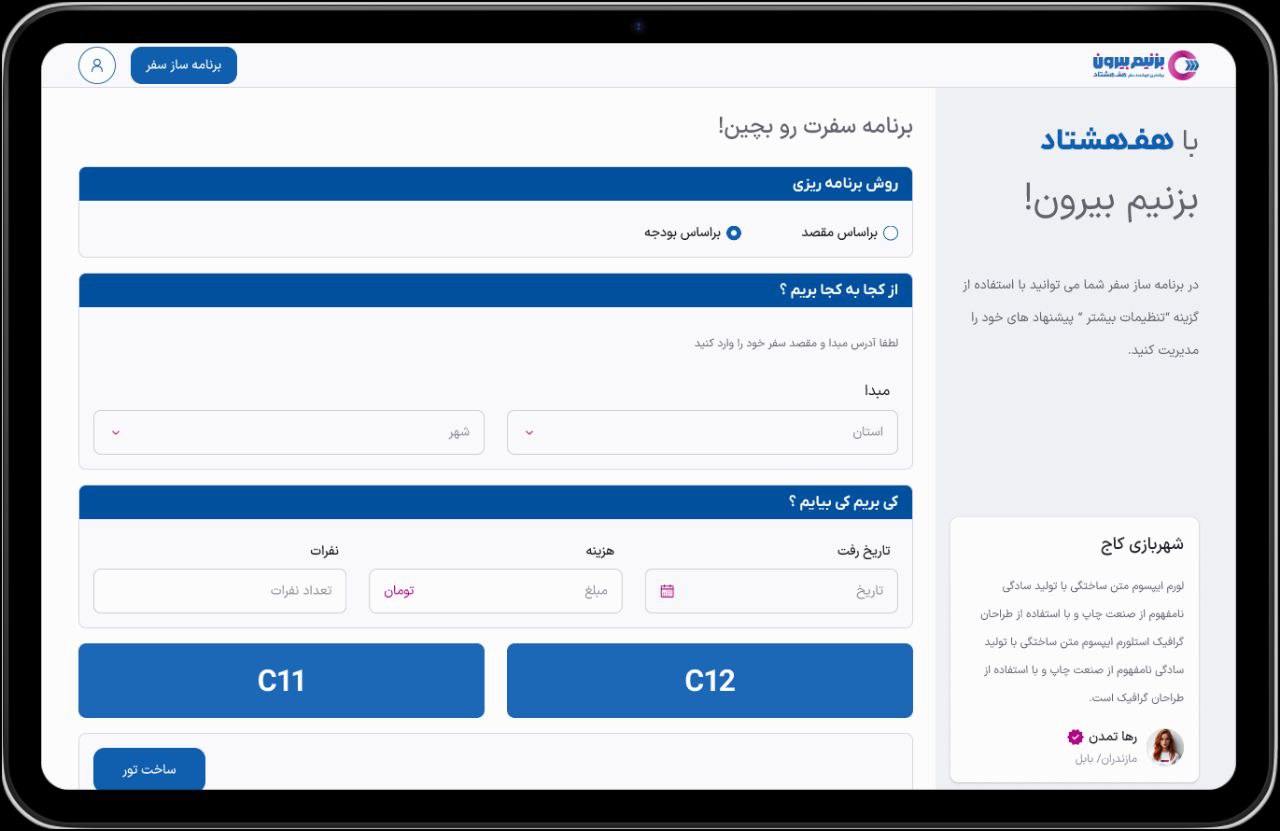 بزنیم بیرون
هفهشتاد
برنامه ساز سفر
با هفهشتاد
بزنیم بیرون!
در برنامه ساز سفر شما می توانید با استفاده از
گزینه “تنظیمات بیشتر “ پیشنهاد های خود را
مدیریت کنید.
شهربازی کاج
لورم ایپسوم متن ساختگی با تولید سادگی
نامفهوم از صنعت چاپ و با استفاده از طراحان
گرافیک استلورم ایپسوم متن ساختگی با تولید
سادگی نامفهوم از صنعت چاپ و با استفاده از
طراحان گرافیک است.
رها تمدن
مازندران/ بابل
برنامه سفرت رو بچین!
روش برنامه ریزی
براساس مقصد
براساس بودجه
از کجا به کجا بریم ؟
لطفا آدرس مبدا و مقصد سفر خود را وارد کنید
مبدا
استان
شهر
کی بریم کی بیایم ؟
تاریخ رفت
هزینه
نفرات
تاریخ
مبلغ
تومان
تعداد نفرات
C12
C11
ساخت تور